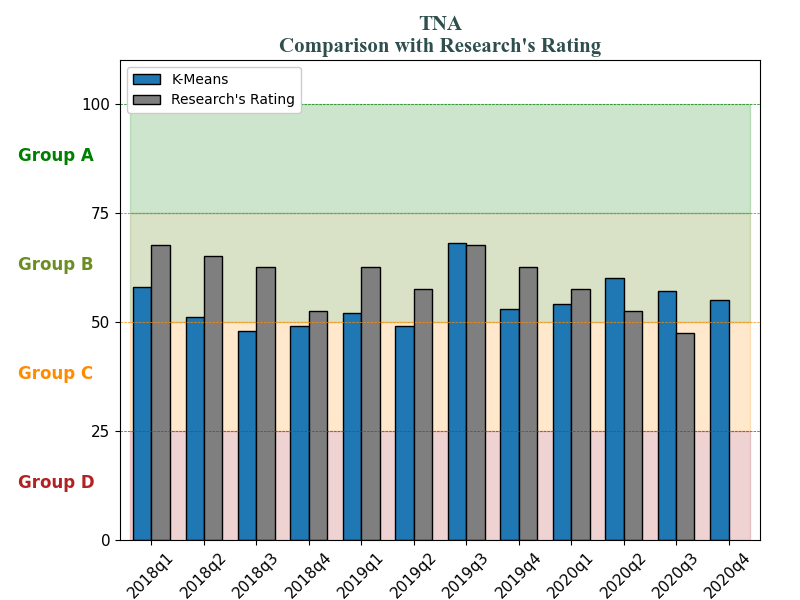 TNA
Comparison with Research's Rating
K-Means
Research's Rating
100
75
50
25
0
Group A
Group B
Group C
Group D
2018q1
2018q2
2018q3
2018q4
2019q1
2019q2
2019q3
2019q4
2020q1
2020q2
2020q3
2020q4